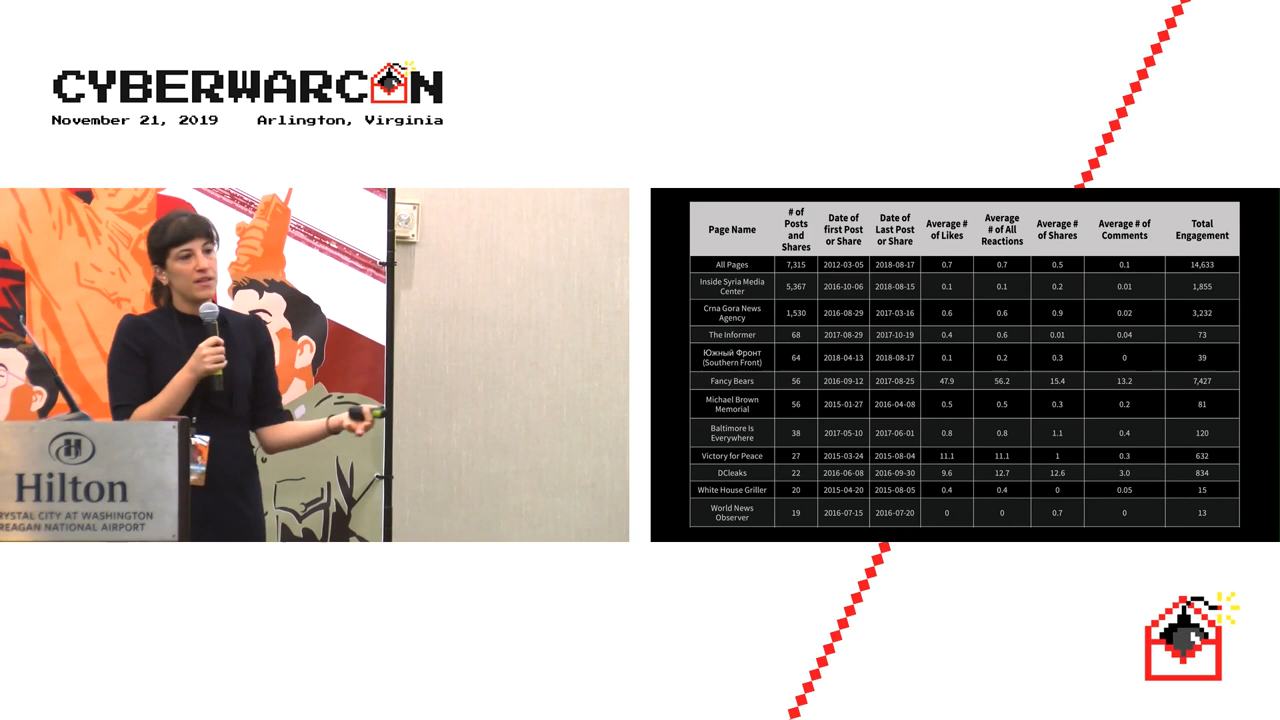 CYBERWARCON
November 21, 2019 Arlington, Virginia
Hilton
CRYSTAL CITY AT WASHINGTON
REAGAN NATIONAL AIRPORT
Page Name # of Posts and Shares Date of first Post or Share Date of Last Post or Share Average # of Likes Average # of All Reactions Average # of Shares Average # of Comments Total Engagement
All Pages 7,315 2012-03-05 2018-08-17 0.7 0.7 0.5 0.1 14,633
Inside Syria Media Center 5,367 2016-10-06 2018-08-15 0.1 0.1 0.2 0.01 1,855
Crna Gora News Agency 1,530 2016-08-29 2017-03-16 0.6 0.6 0.9 0.02 3,232
The Informer 68 2017-08-29 2017-10-19 0.4 0.6 0.01 0.04 73
Южный Фронт (Southern Front) 64 2018-04-13 2018-08-17 0.1 0.2 0.3 0 39
Fancy Bears 56 2016-09-12 2017-08-25 47.9 56.2 15.4 13.2 7,427
Michael Brown Memorial 56 2015-01-27 2016-04-08 0.5 0.5 0.3 0.2 81
Baltimore Is Everywhere 38 2017-05-10 2017-06-01 0.8 0.8 1.1 0.4 120
Victory for Peace 27 2015-03-24 2015-08-04 11.1 11.1 1 0.3 632
DCleaks 22 2016-06-08 2016-09-30 9.6 12.7 12.6 3.0 834
White House Griller 20 2015-04-20 2015-08-05 0.4 0.4 0 0.05 15
World News Observer 19 2016-07-15 2016-07-20 0 0 0.7 0 13